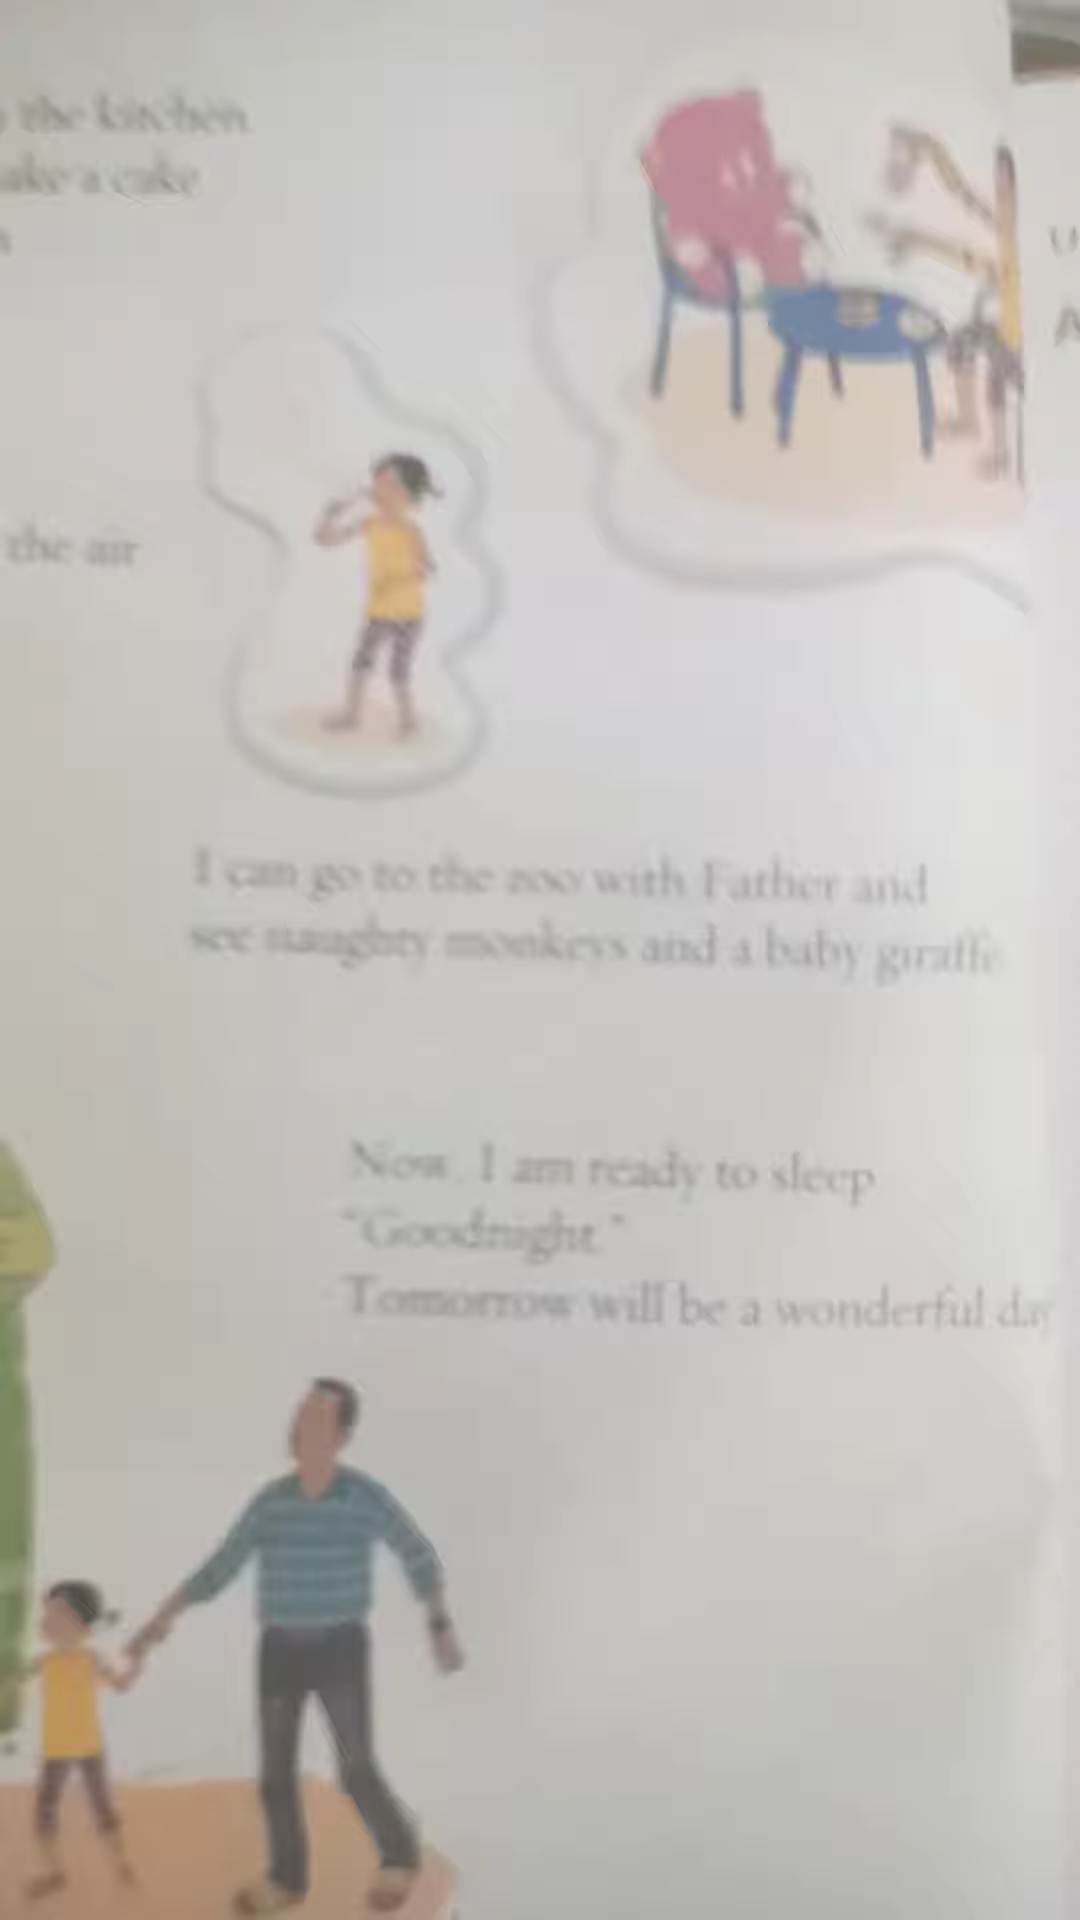 the kitchen
a cake
the air
I can go to the zoo with Father and
see naughty monkeys and a baby giraffe
Now, I am ready to sleep
"Goodnight."
Tomorrow will be a wonderful day